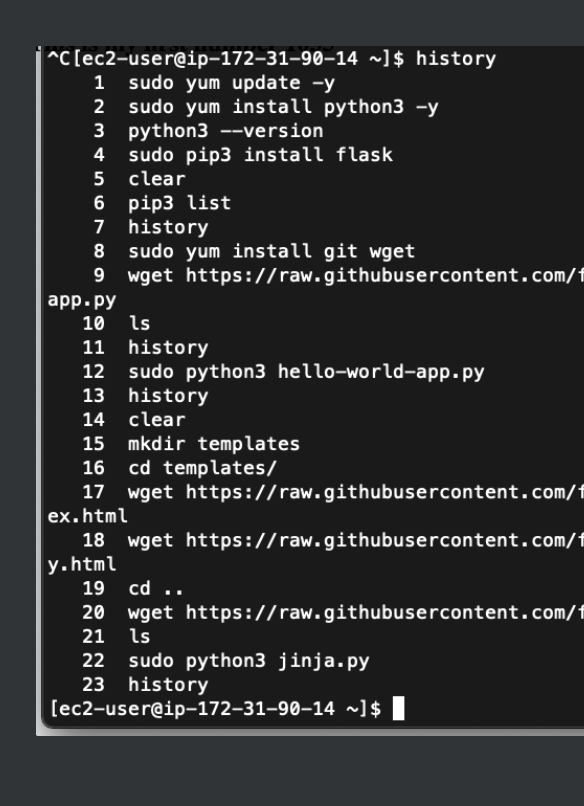 ^C[ec2-user@ip-172-31-90-14 ~]$ history
1 sudo yum update -y
2 sudo yum install python3 -y
3 python3 --version
4 sudo pip3 install flask
5 clear
6 pip3 list
7 history
8 sudo yum install git wget
9 wget https://raw.githubusercontent.com/f
app.py
10 ls
11 history
12 sudo python3 hello-world-app.py
13 history
14 clear
15 mkdir templates
16 cd templates/
17 wget https://raw.githubusercontent.com/f
ex.html
18 wget https://raw.githubusercontent.com/f
y.html
19 cd ..
20 wget https://raw.githubusercontent.com/f
21 ls
22 sudo python3 jinja.py
23 history
[ec2-user@ip-172-31-90-14 ~]$